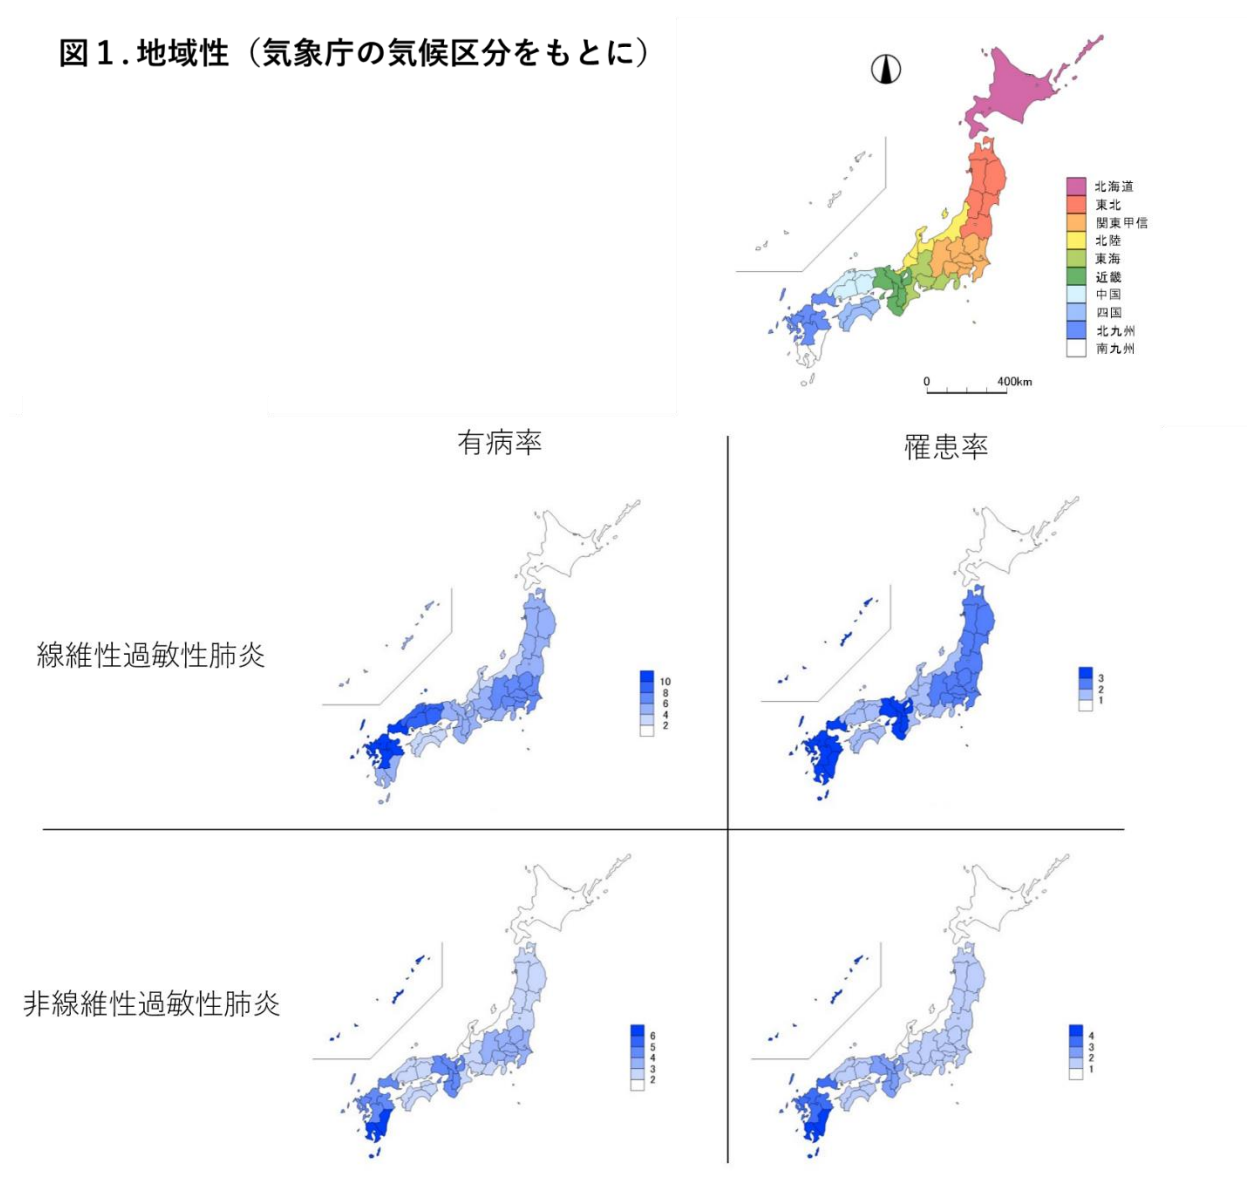 図１. 地域性（気象庁の気候区分をもとに）
北海道
東北
関東甲信
北陸
東海
近畿
中国
四国
北九州
南九州
0 400km
有病率
罹患率
線維性過敏性肺炎
10
8
6
4
2
3
2
1
非線維性過敏性肺炎
6
5
4
3
2
4
3
2
1